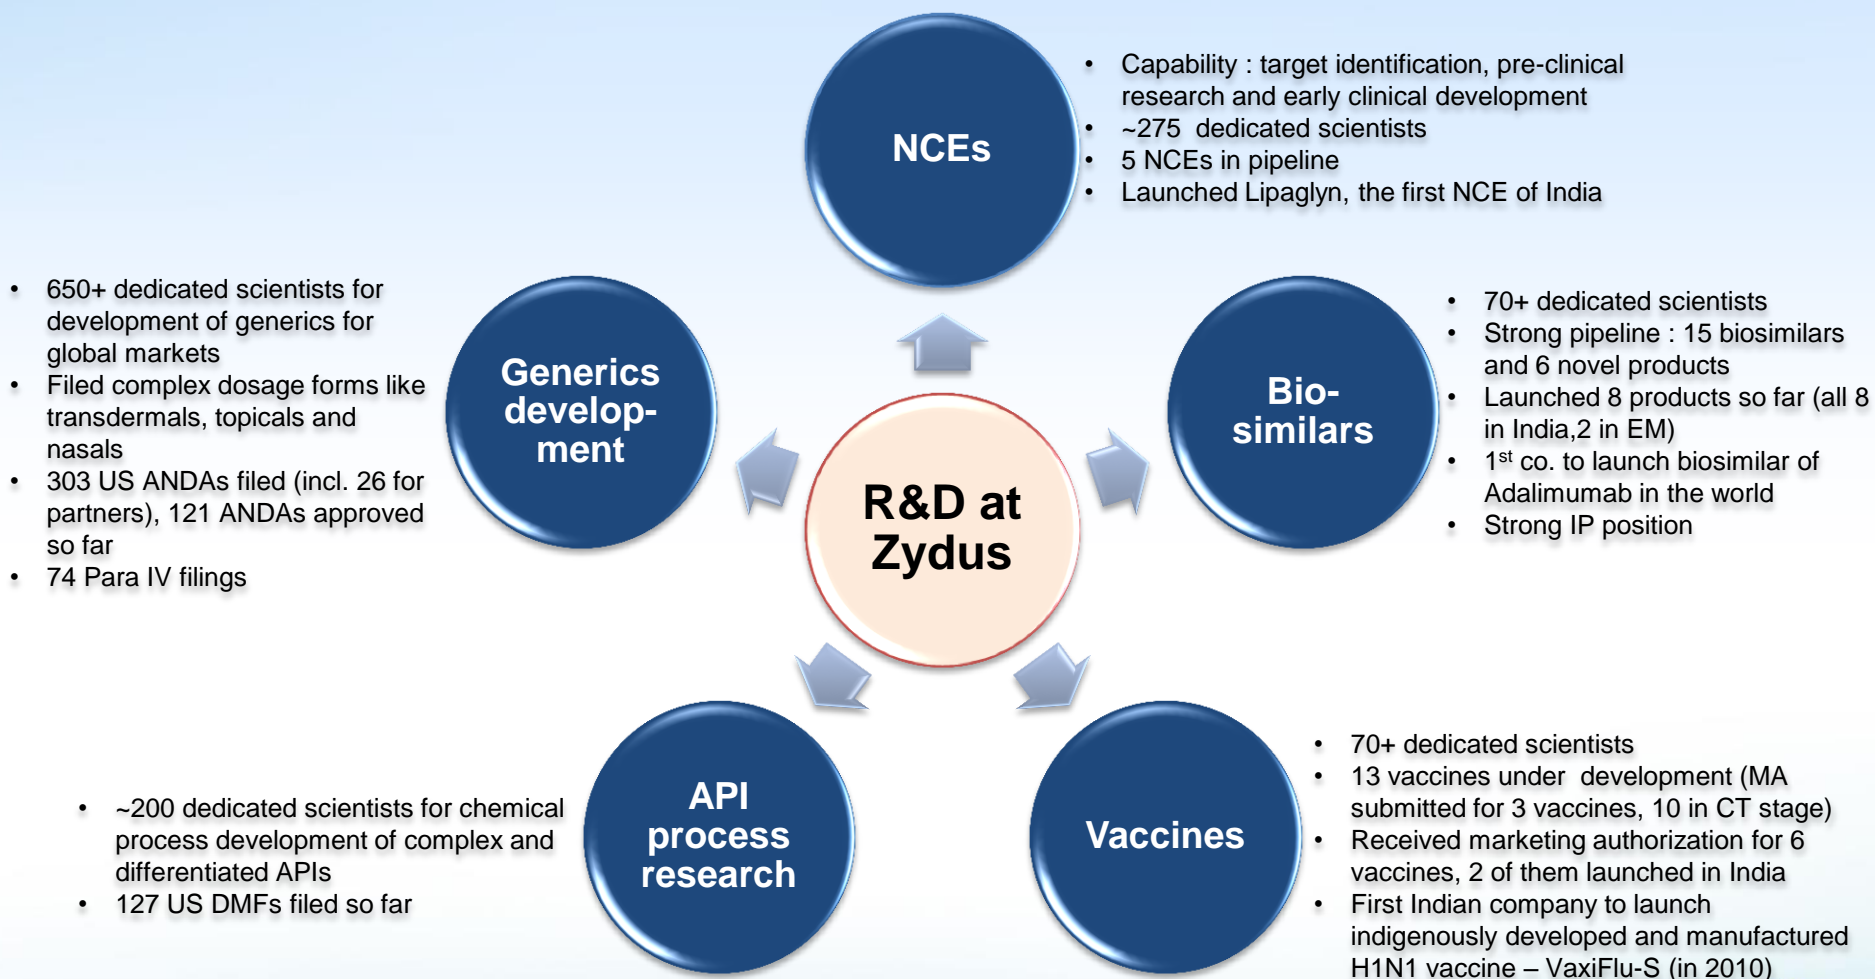 NCEs
• Capability : target identification, pre-clinical
research and early clinical development
• ~275 dedicated scientists
• 5 NCEs in pipeline
• Launched Lipaglyn, the first NCE of India
• 650+ dedicated scientists for
development of generics for
global markets
• Filed complex dosage forms like
transdermals, topicals and
nasals
• 303 US ANDAs filed (incl. 26 for
partners), 121 ANDAs approved
so far
• 74 Para IV filings
Generics
develop-
ment
R&D at
Zydus
Bio-
similars
• 70+ dedicated scientists
• Strong pipeline : 15 biosimilars
and 6 novel products
• Launched 8 products so far (all 8
in India,2 in EM)
• 1st co. to launch biosimilar of
Adalimumab in the world
• Strong IP position
• ~200 dedicated scientists for chemical
process development of complex and
differentiated APIs
• 127 US DMFs filed so far
API
process
research
Vaccines
• 70+ dedicated scientists
• 13 vaccines under development (MA
submitted for 3 vaccines, 10 in CT stage)
• Received marketing authorization for 6
vaccines, 2 of them launched in India
• First Indian company to launch
indigenously developed and manufactured
H1N1 vaccine – VaxiFlu-S (in 2010)